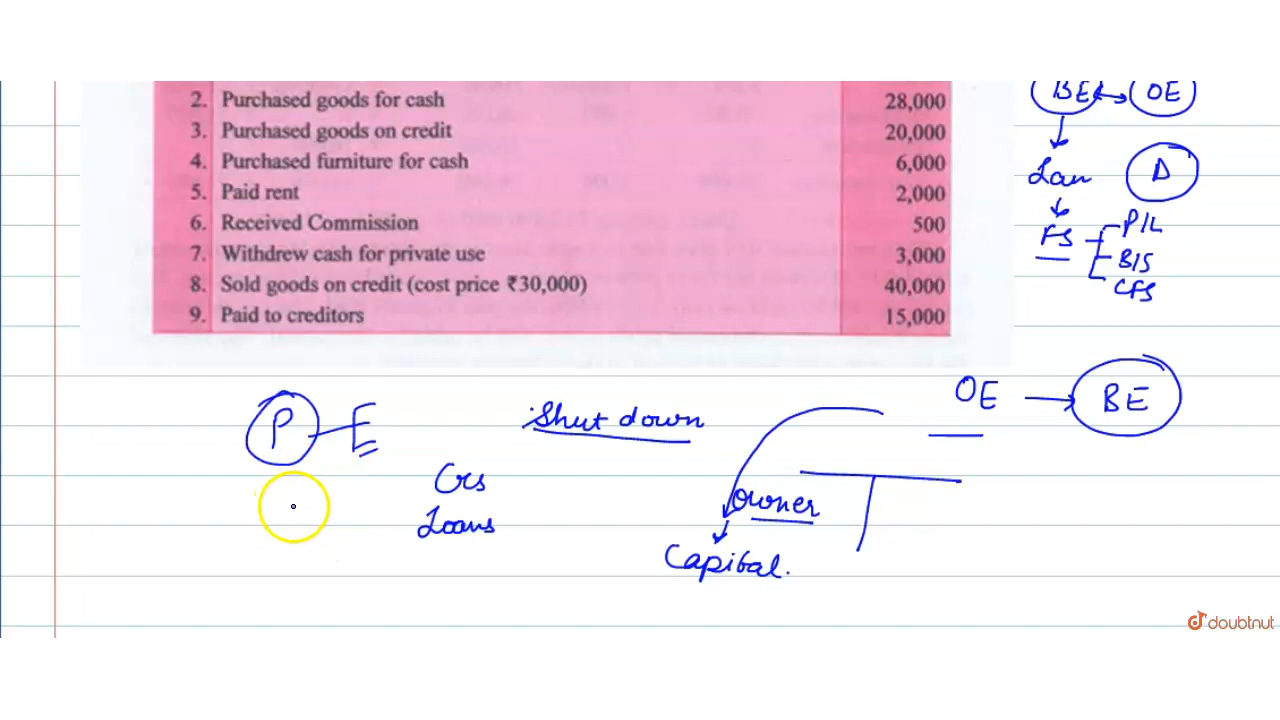 2. Purchased goods for cash 28,000
3. Purchased goods on credit 20,000
4. Purchased furniture for cash 6,000
5. Paid rent 2,000
6. Received Commission 500
7. Withdrew cash for private use 3,000
8. Sold goods on credit (cost price ₹30,000) 40,000
9. Paid to creditors 15,000
BE OE
Law D
FS P/L
B/S
CFS
P E
Shut down
OE BE
Crs
Loans
Owner
Capital.
doubtnut